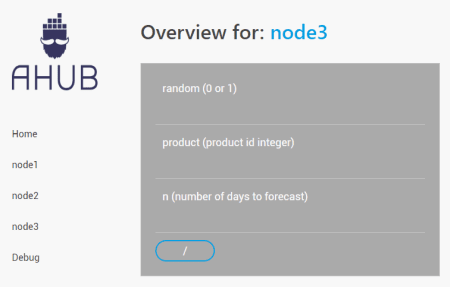 AHUB
Home
node1
node2
node3
Debug
Overview for: node3
random (0 or 1)
product (product id integer)
n (number of days to forecast)
/